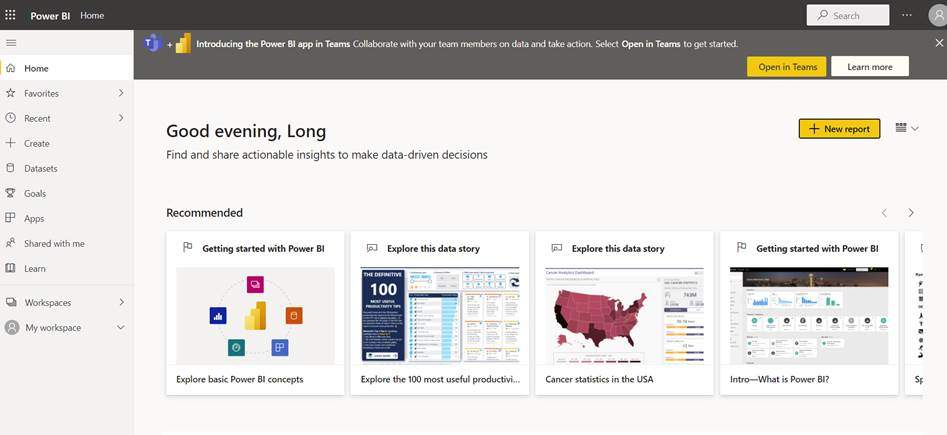 Power BI Home
Search
Introducing the Power BI app in Teams Collaborate with your team members on data and take action. Select Open in Teams to get started.
Open in Teams
Learn more
Home
Favorites
Recent
Create
Datasets
Goals
Apps
Shared with me
Learn
Workspaces
My workspace
Good evening, Long
New report
Find and share actionable insights to make data-driven decisions
Recommended
Getting started with Power BI
Explore basic Power BI concepts
Explore this data story
THE DEFINITIVE
100
MOST USEFUL
PRODUCTIVITY TIPS
Explore the 100 most useful productivi...
Explore this data story
Cancer Analytics Dashboard
743M
Cancer statistics in the USA
Getting started with Power BI
Intro—What is Power BI?
Sp